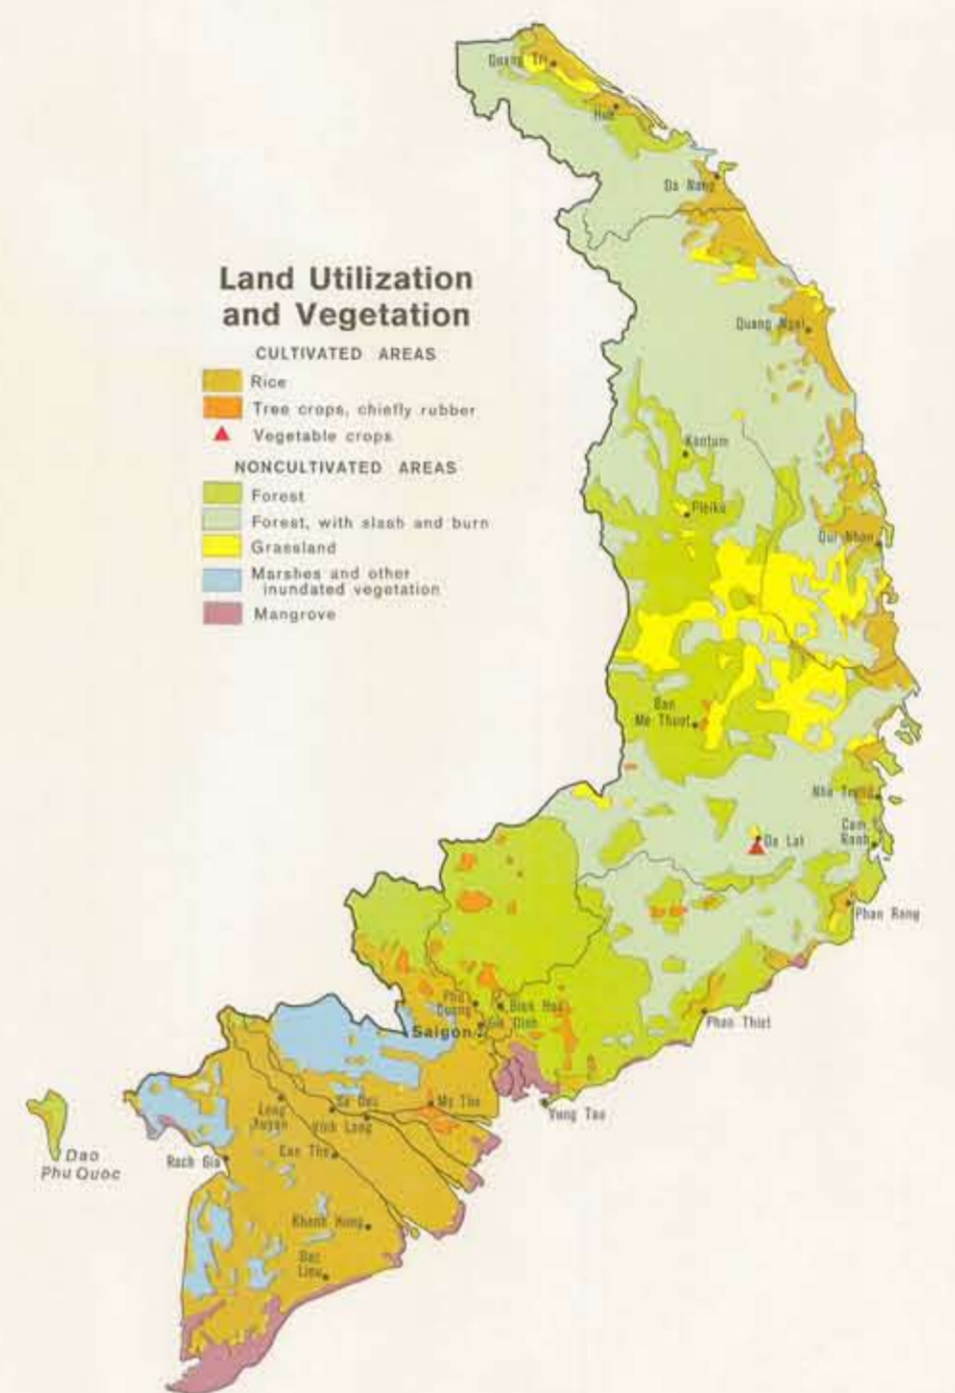 Quang Tri
Hue
Da Nang
Land Utilization
and Vegetation
CULTIVATED AREAS
Rice
Tree crops, chiefly rubber
Vegetable crops
NONCULTIVATED AREAS
Forest
Forest, with slash and burn
Grassland
Marshes and other
inundated vegetation
Mangrove
Quang Ngai
Kontum
Pleiku
Qui Nhon
Ban
Me Thuot
Nha Trang
Cam
Ranh
Da Lat
Phan Rang
Phu
Cuong
Bien Hoa
Gia Dinh
Saigon
Phan Thiet
Vung Tau
Long
Xuyen
Sa Dec
Vinh Long
My Tho
Can Tho
Rach Gia
Dao
Phu Quoc
Khanh Hung
Bac
Lieu